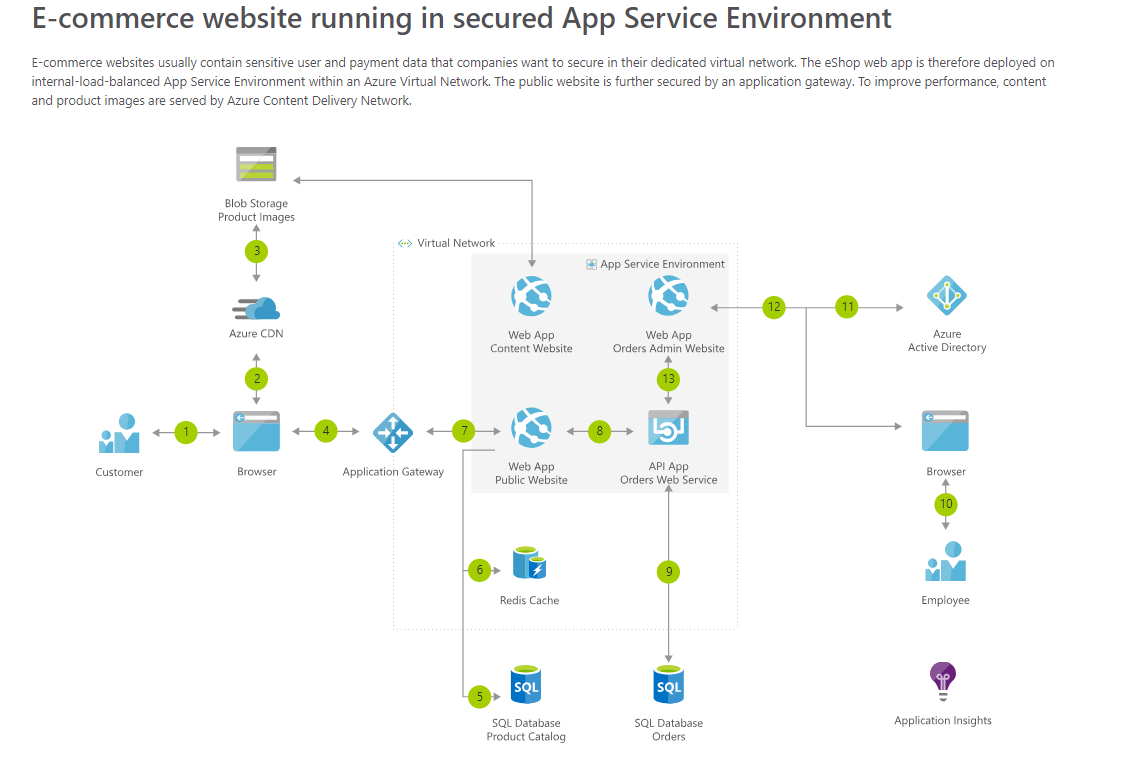 E-commerce website running in secured App Service Environment
E-commerce websites usually contain sensitive user and payment data that companies want to secure in their dedicated virtual network. The eShop web app is therefore deployed on
internal-load-balanced App Service Environment within an Azure Virtual Network. The public website is further secured by an application gateway. To improve performance, content
and product images are served by Azure Content Delivery Network.
Blob Storage
Product Images
3
Virtual Network
App Service Environment
Azure CDN
Web App
Content Website
Web App
Orders Admin Website
12
11
Azure
Active Directory
2
13
1
4
7
8
Customer
Browser
Application Gateway
Web App
Public Website
API App
Orders Web Service
Browser
10
6
9
Redis Cache
Employee
5
SQL
SQL
SQL Database
Product Catalog
SQL Database
Orders
Application Insights